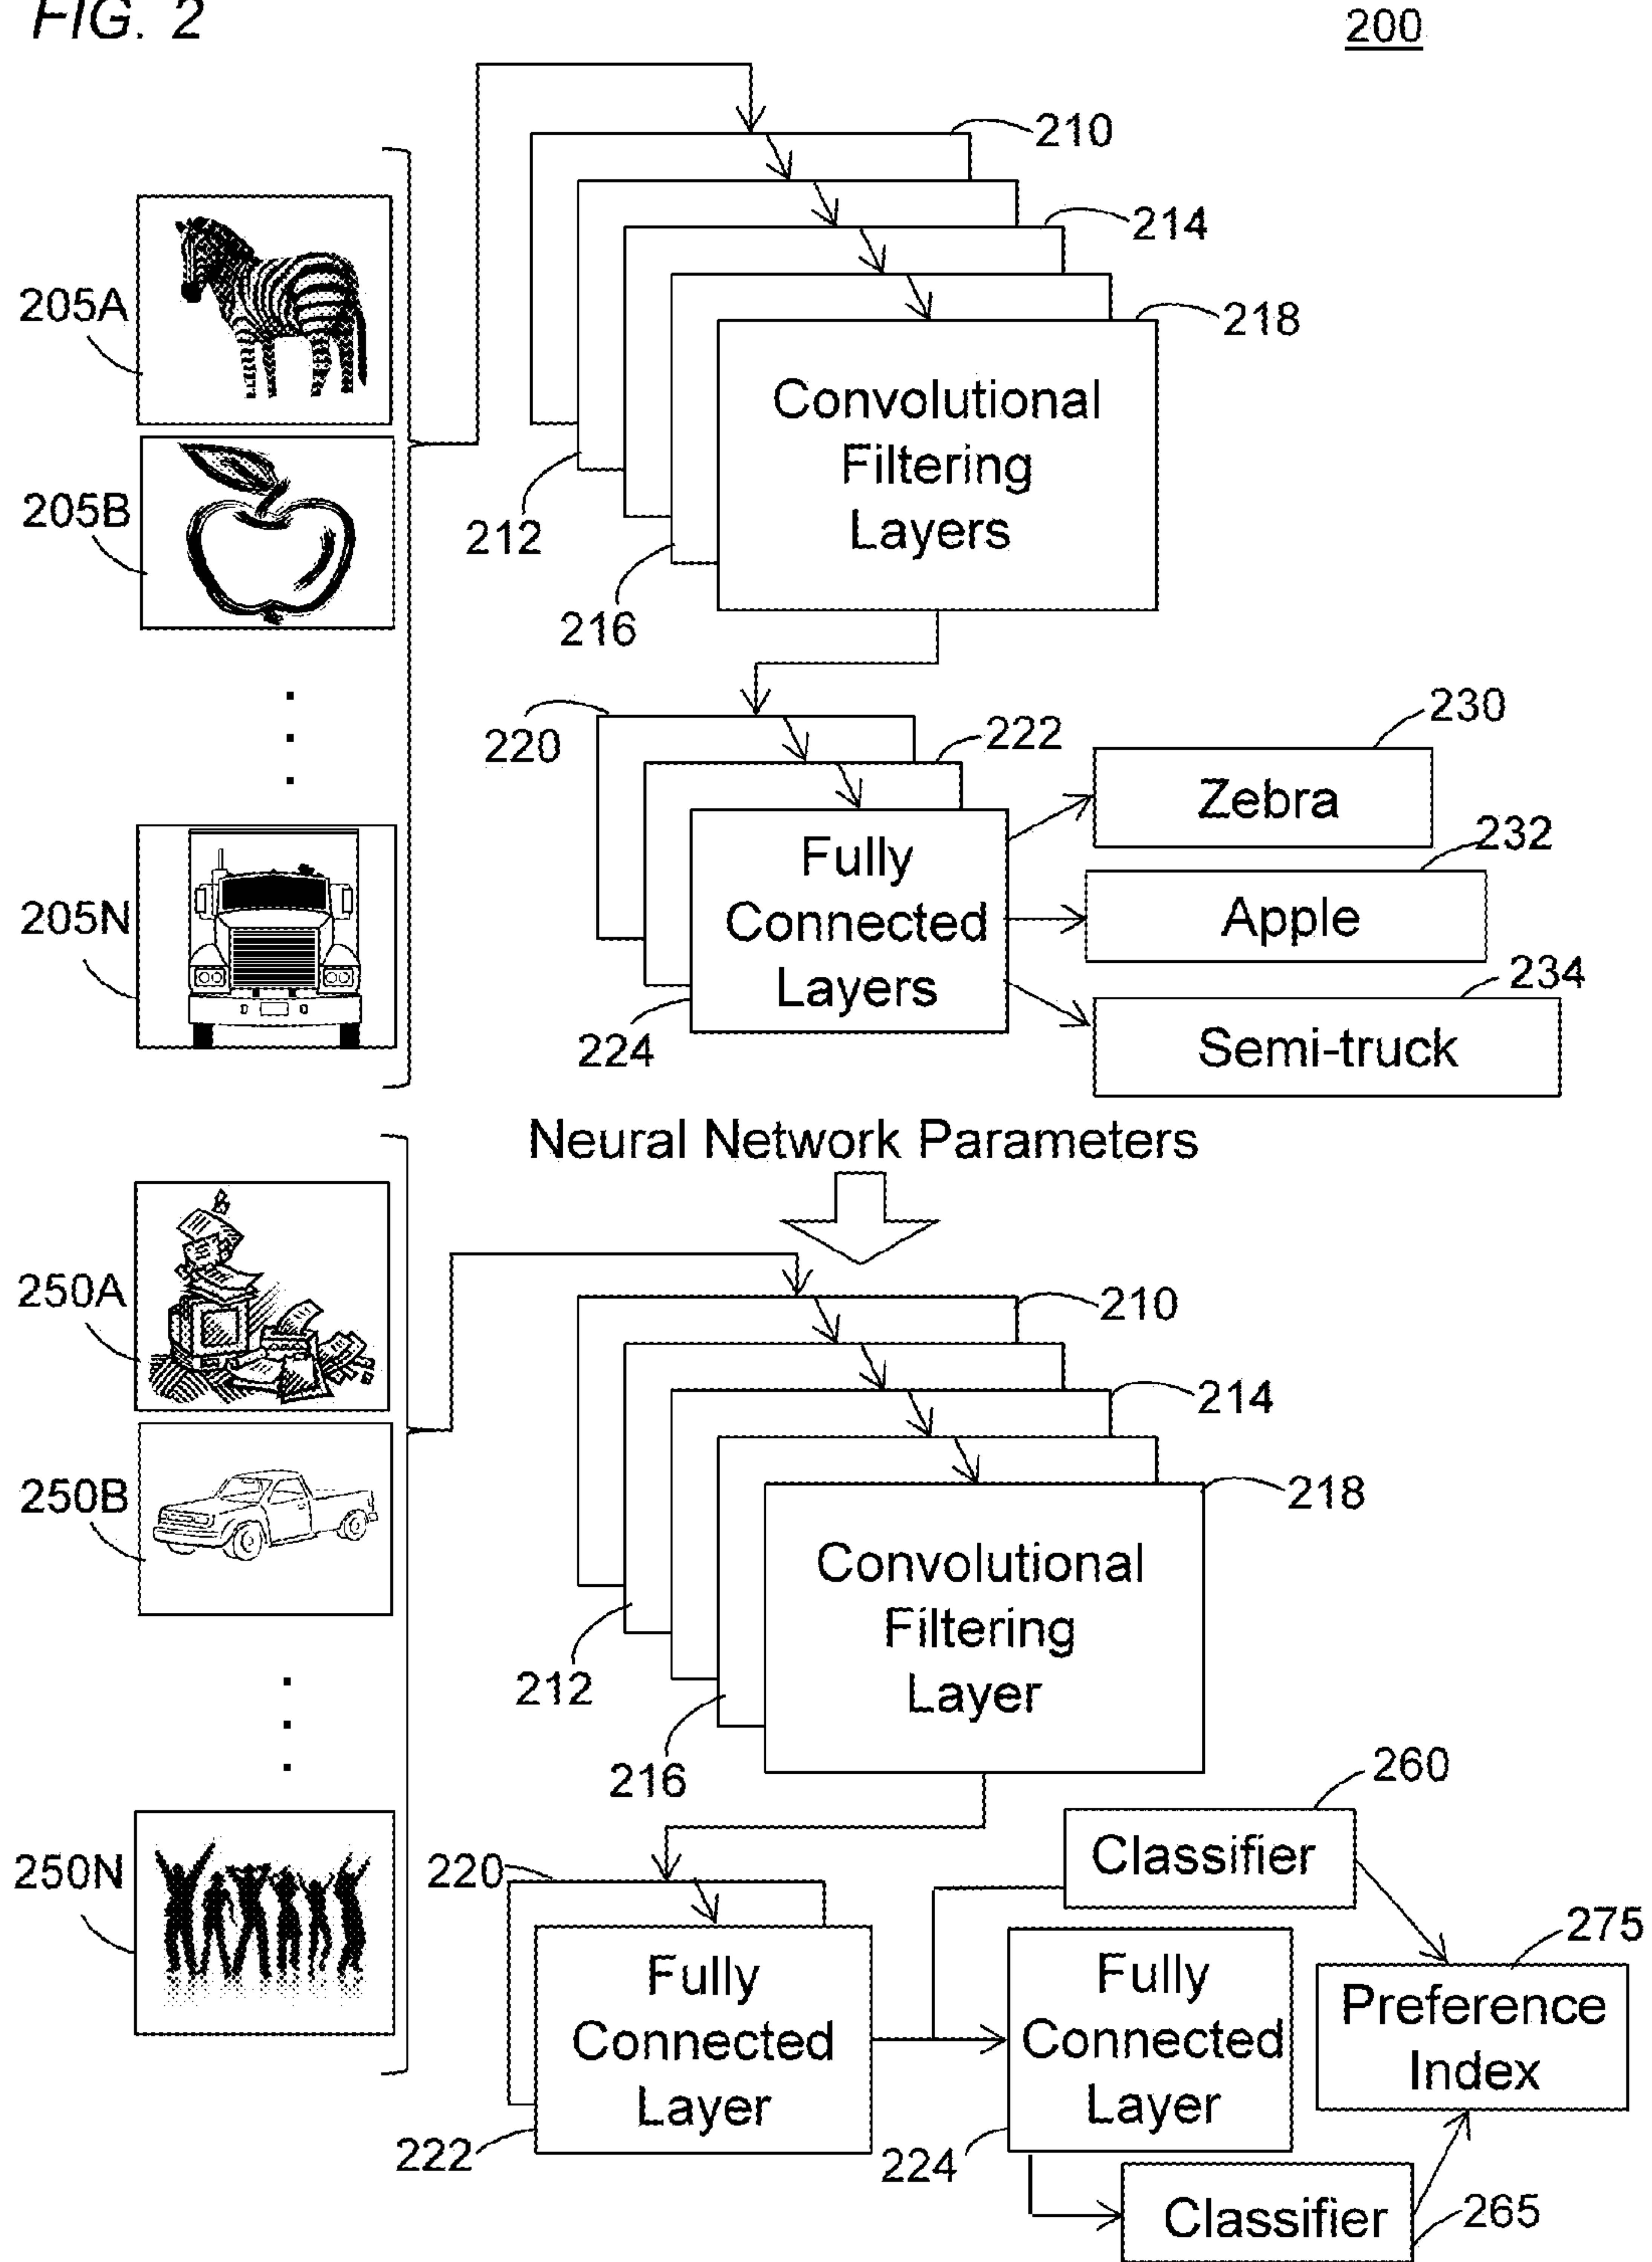 FIG. 2
200
210
214
205A
218
Convolutional
Filtering
Layers
205B
212
216
220
222
230
Zebra
232
Fully
Connected
Layers
Apple
205N
234
224
Semi-truck
Neural Network Parameters
250A
210
214
250B
218
Convolutional
Filtering
Layer
212
216
260
Classifier
250N
220
275
Fully
Connected
Layer
Fully
Connected
Layer
Preference
Index
222
224
Classifier
265